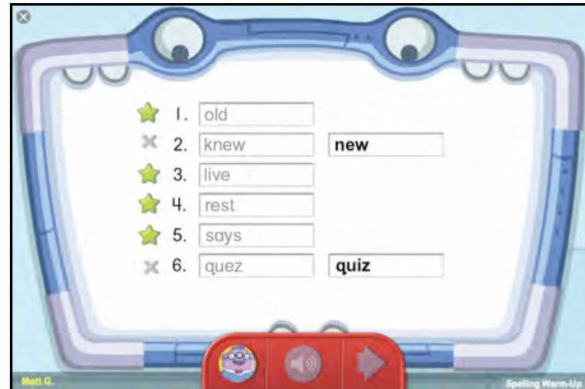 1. old
2. knew new
3. live
4. rest
5. says
6. quez quiz
Matt G. Spelling Warm-Up